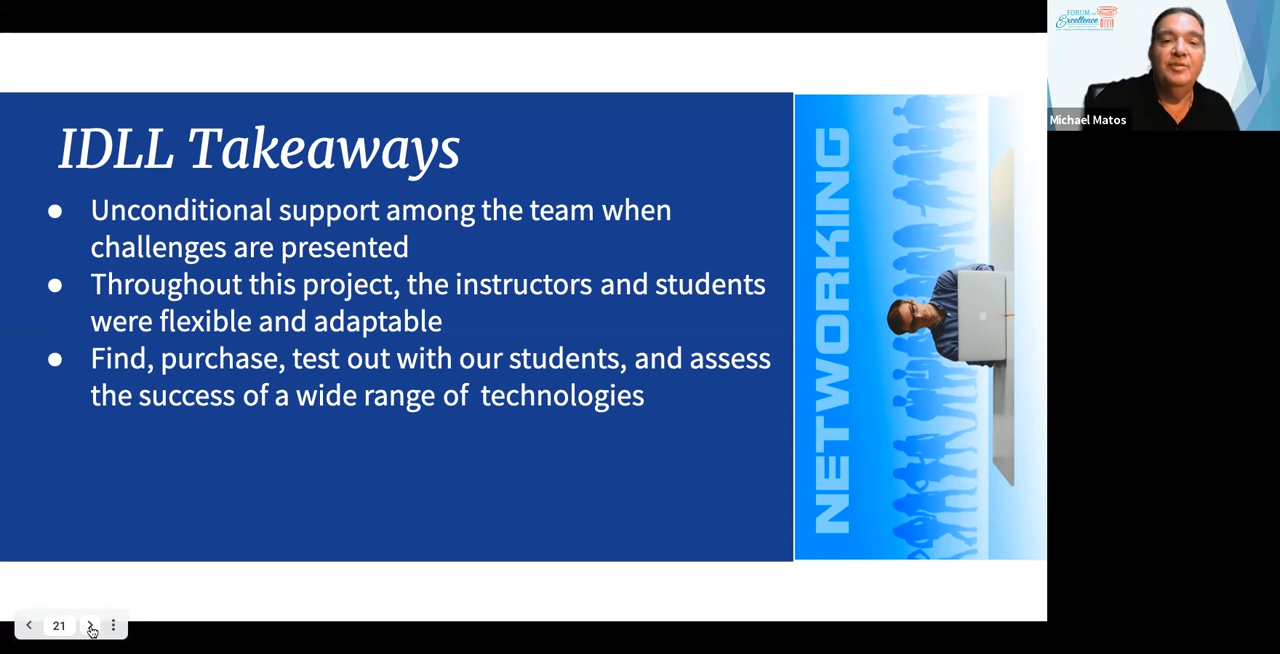 IDLL Takeaways
● Unconditional support among the team when
challenges are presented
● Throughout this project, the instructors and students
were flexible and adaptable
● Find, purchase, test out with our students, and assess
the success of a wide range of technologies
NETWORKING
FORUM of
Excellence
Michael Matos
21